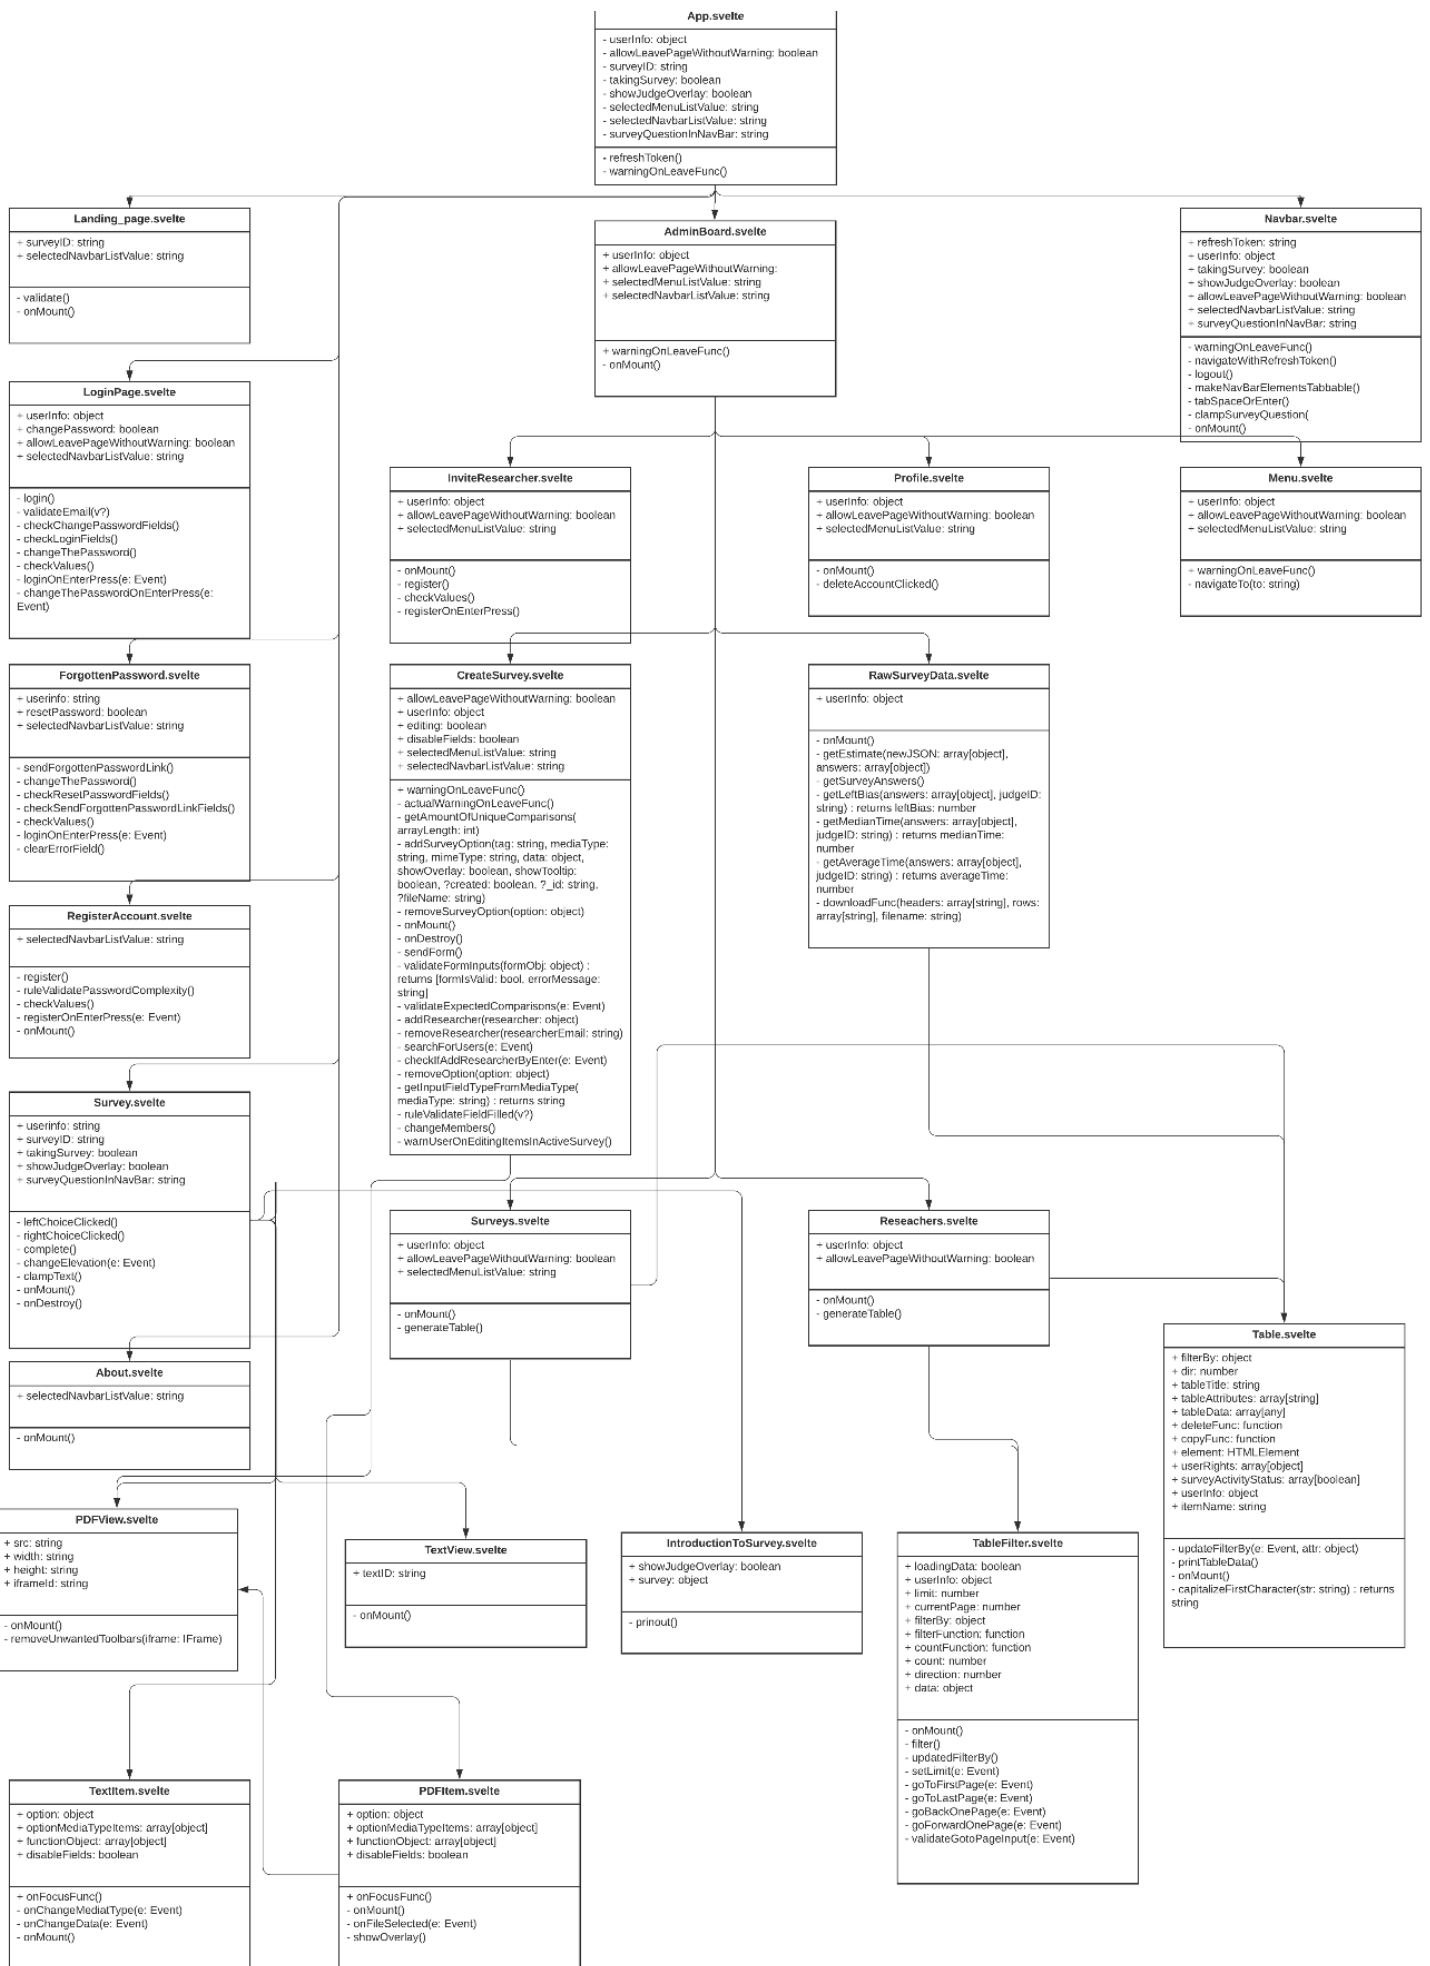 App.svelte
- userInfo: object
- allowLeavePageWithoutWarning: boolean
- surveyID: string
- takingSurvey: boolean
- showJudgeOverlay: boolean
- selectedMenuListValue: string
- selectedNavbarListValue: string
- surveyQuestionInNavBar: string
- refreshToken()
- warningOnLeaveFunc()
Landing_page.svelte
+ surveyID: string
+ selectedNavbarListValue: string
- validate()
- onMount()
AdminBoard.svelte
+ userInfo: object
+ allowLeavePageWithoutWarning:
+ selectedMenuListValue: string
+ selectedNavbarListValue: string
+ warningOnLeaveFunc()
- onMount()
Navbar.svelte
+ refreshToken: string
+ userInfo: object
+ takingSurvey: boolean
+ showJudgeOverlay: boolean
+ allowLeavePageWithoutWarning: boolean
+ selectedNavbarListValue: string
+ surveyQuestionInNavBar: string
- warningOnLeaveFunc()
- navigateWithRefreshToken()
- logout()
- makeNavBarElementsTabbable()
- tabSpaceOrEnter()
- clampSurveyQuestion(
- onMount()
LoginPage.svelte
+ userInfo: object
+ changePassword: boolean
+ allowLeavePageWithoutWarning: boolean
+ selectedNavbarListValue: string
- login()
- validateEmail(v?)
- checkChangePasswordFields()
- checkLoginFields()
- changeThePassword()
- checkValues()
- loginOnEnterPress(e: Event)
- changeThePasswordOnEnterPress(e:
Event)
InviteResearcher.svelte
+ userInfo: object
+ allowLeavePageWithoutWarning: boolean
+ selectedMenuListValue: string
- onMount()
- register()
- checkValues()
- registerOnEnterPress()
Profile.svelte
+ userInfo: object
+ allowLeavePageWithoutWarning: boolean
+ selectedMenuListValue: string
- onMount()
- deleteAccountClicked()
Menu.svelte
+ userInfo: object
+ allowLeavePageWithoutWarning: boolean
+ selectedMenuListValue: string
+ warningOnLeaveFunc()
- navigateTo(to: string)
ForgottenPassword.svelte
+ userinfo: string
+ resetPassword: boolean
+ selectedNavbarListValue: string
- sendForgottenPasswordLink()
- changeThePassword()
- checkResetPasswordFields()
- checkSendForgottenPasswordLinkFields()
- checkValues()
- loginOnEnterPress(e: Event)
- clearErrorField()
CreateSurvey.svelte
+ allowLeavePageWithoutWarning: boolean
+ userInfo: object
+ editing: boolean
+ disableFields: boolean
+ selectedMenuListValue: string
+ selectedNavbarListValue: string
+ warningOnLeaveFunc()
- actualWarningOnLeaveFunc()
- getAmountOfUniqueComparisons(
arrayLength: int)
- addSurveyOption(tag: string, mediaType:
string, mimeType: string, data: object,
showOverlay: boolean, showTooltip:
boolean, ?created: boolean, ?_id: string,
?fileName: string)
- removeSurveyOption(option: object)
- onMount()
- onDestroy()
- sendForm()
- validateFormInputs(formObj: object) :
returns [formIsValid: bool, errorMessage:
string]
- validateExpectedComparisons(e: Event)
- addResearcher(researcher: object)
- removeResearcher(researcherEmail: string)
- searchForUsers(e: Event)
- checkIfAddResearcherByEnter(e: Event)
- removeOption(option: object)
- getInputFieldTypeFromMediaType(
mediaType: string) : returns string
- ruleValidateFieldFilled(v?)
- changeMembers()
- warnUserOnEditingItemsInActiveSurvey()
RawSurveyData.svelte
+ userInfo: object
- onMount()
- getEstimate(newJSON: array[object],
answers: array[object])
- getSurveyAnswers()
- getLeftBias(answers: array[object], judgeID:
string) : returns leftBias: number
- getMedianTime(answers: array[object],
judgeID: string) : returns medianTime:
number
- getAverageTime(answers: array[object],
judgeID: string) : returns averageTime:
number
- downloadFunc(headers: array[string], rows:
array[string], filename: string)
RegisterAccount.svelte
+ selectedNavbarListValue: string
- register()
- ruleValidatePasswordComplexity()
- checkValues()
- registerOnEnterPress(e: Event)
- onMount()
Survey.svelte
+ userinfo: string
+ surveyID: string
+ takingSurvey: boolean
+ showJudgeOverlay: boolean
+ surveyQuestionInNavBar: string
- leftChoiceClicked()
- rightChoiceClicked()
- complete()
- changeElevation(e: Event)
- clampText()
- onMount()
- onDestroy()
Surveys.svelte
+ userInfo: object
+ allowLeavePageWithoutWarning: boolean
+ selectedMenuListValue: string
- onMount()
- generateTable()
Reseachers.svelte
+ userInfo: object
+ allowLeavePageWithoutWarning: boolean
- onMount()
- generateTable()
Table.svelte
+ filterBy: object
+ dir: number
+ tableTitle: string
+ tableAttributes: array[string]
+ tableData: array[any]
+ deleteFunc: function
+ copyFunc: function
+ element: HTMLElement
+ userRights: array[object]
+ surveyActivityStatus: array[boolean]
+ userInfo: object
+ itemName: string
- updateFilterBy(e: Event, attr: object)
- printTableData()
- onMount()
- capitalizeFirstCharacter(str: string) : returns
string
About.svelte
+ selectedNavbarListValue: string
- onMount()
PDFView.svelte
+ src: string
+ width: string
+ height: string
+ iframeId: string
- onMount()
- removeUnwantedToolbars(iframe: IFrame)
TextView.svelte
+ textID: string
- onMount()
IntroductionToSurvey.svelte
+ showJudgeOverlay: boolean
+ survey: object
- prinout()
TableFilter.svelte
+ loadingData: boolean
+ userInfo: object
+ limit: number
+ currentPage: number
+ filterBy: object
+ filterFunction: function
+ countFunction: function
+ count: number
+ direction: number
+ data: object
- onMount()
- filter()
- updatedFilterBy()
- setLimit(e: Event)
- goToFirstPage(e: Event)
- goToLastPage(e: Event)
- goBackOnePage(e: Event)
- goForwardOnePage(e: Event)
- validateGotoPageInput(e: Event)
TextItem.svelte
+ option: object
+ optionMediaTypeItems: array[object]
+ functionObject: array[object]
+ disableFields: boolean
+ onFocusFunc()
- onChangeMediatType(e: Event)
- onChangeData(e: Event)
- onMount()
PDFItem.svelte
+ option: object
+ optionMediaTypeItems: array[object]
+ functionObject: array[object]
+ disableFields: boolean
+ onFocusFunc()
- onMount()
- onFileSelected(e: Event)
- showOverlay()